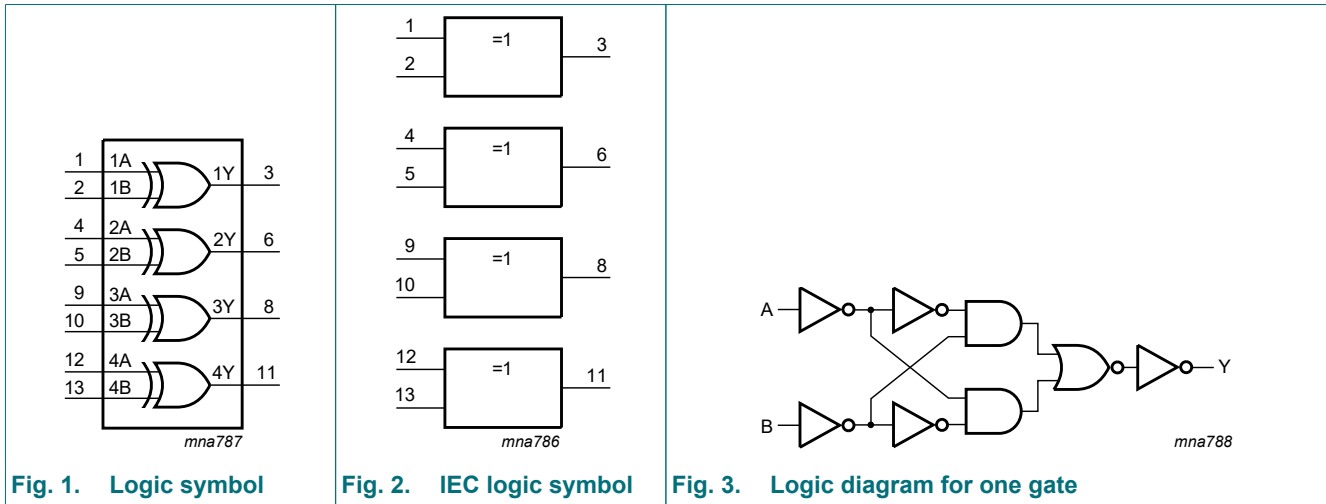 1 1A 1Y 3
2 1B
4 2A 2Y 6
5 2B
9 3A 3Y 8
10 3B
12 4A 4Y 11
13 4B
mna787
Fig. 1. Logic symbol
1 =1 3
2
4 =1 6
5
9 =1 8
10
12 =1 11
13
mna786
Fig. 2. IEC logic symbol
A
Y
B
mna788
Fig. 3. Logic diagram for one gate